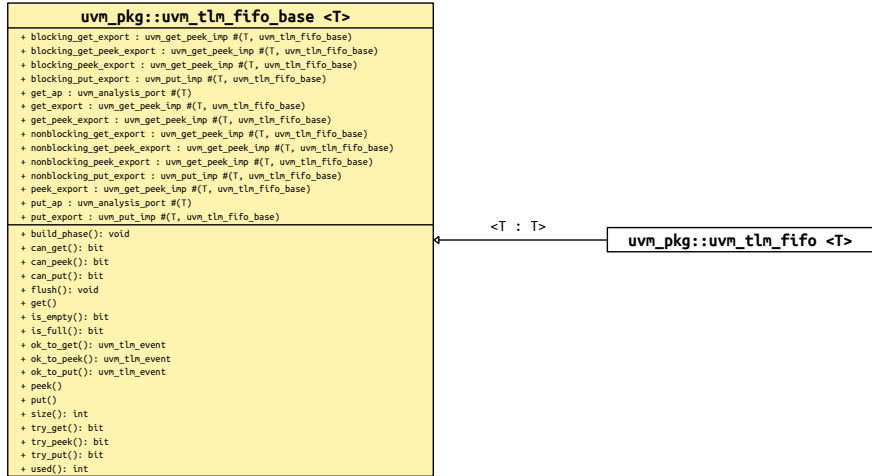 uvm_pkg::uvm_tlm_fifo_base <T>
+ blocking_get_export : uvm_get_peek_imp #(T, uvm_tlm_fifo_base)
+ blocking_get_peek_export : uvm_get_peek_imp #(T, uvm_tlm_fifo_base)
+ blocking_peek_export : uvm_get_peek_imp #(T, uvm_tlm_fifo_base)
+ blocking_put_export : uvm_put_imp #(T, uvm_tlm_fifo_base)
+ get_ap : uvm_analysis_port #(T)
+ get_export : uvm_get_peek_imp #(T, uvm_tlm_fifo_base)
+ get_peek_export : uvm_get_peek_imp #(T, uvm_tlm_fifo_base)
+ nonblocking_get_export : uvm_get_peek_imp #(T, uvm_tlm_fifo_base)
+ nonblocking_get_peek_export : uvm_get_peek_imp #(T, uvm_tlm_fifo_base)
+ nonblocking_peek_export : uvm_get_peek_imp #(T, uvm_tlm_fifo_base)
+ nonblocking_put_export : uvm_put_imp #(T, uvm_tlm_fifo_base)
+ peek_export : uvm_get_peek_imp #(T, uvm_tlm_fifo_base)
+ put_ap : uvm_analysis_port #(T)
+ put_export : uvm_put_imp #(T, uvm_tlm_fifo_base)
+ build_phase(): void
+ can_get(): bit
+ can_peek(): bit
+ can_put(): bit
+ flush(): void
+ get()
+ is_empty(): bit
+ is_full(): bit
+ ok_to_get(): uvm_tlm_event
+ ok_to_peek(): uvm_tlm_event
+ ok_to_put(): uvm_tlm_event
+ peek()
+ put()
+ size(): int
+ try_get(): bit
+ try_peek(): bit
+ try_put(): bit
+ used(): int
<T : T>
uvm_pkg::uvm_tlm_fifo <T>